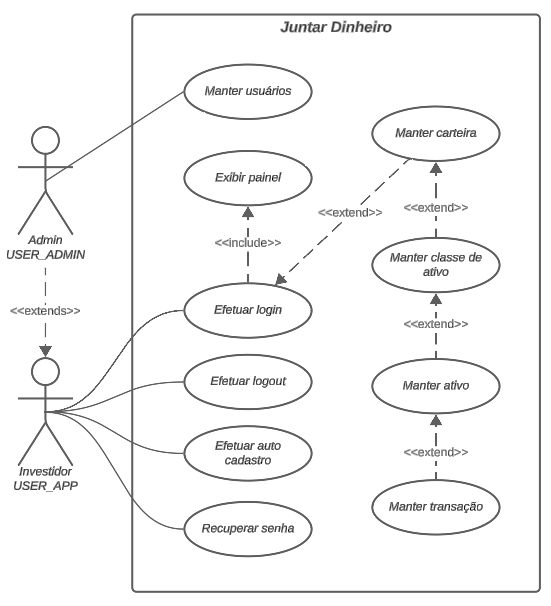 Juntar Dinheiro
Manter usuários
Manter carteira
Exibir painel
<<extend>>
<<extend>>
Admin
USER_ADMIN
<<include>>
Manter classe de
ativo
<<extends>>
Efetuar login
<<extend>>
Efetuar logout
Manter ativo
Efetuar auto
cadastro
<<extend>>
Investidor
USER_APP
Manter transação
Recuperar senha